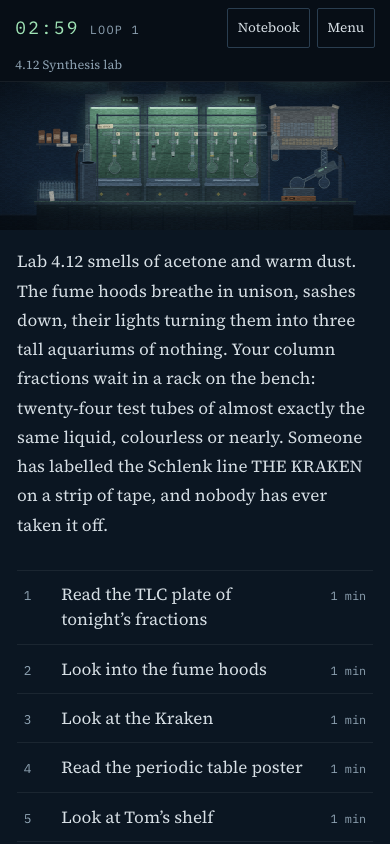 02:59 LOOP 1
Notebook
Menu
4.12 Synthesis lab
Lab 4.12 smells of acetone and warm dust.
The fume hoods breathe in unison, sashes
down, their lights turning them into three
tall aquariums of nothing. Your column
fractions wait in a rack on the bench:
twenty-four test tubes of almost exactly the
same liquid, colourless or nearly. Someone
has labelled the Schlenk line THE KRAKEN
on a strip of tape, and nobody has ever
taken it off.
1 Read the TLC plate of
tonight’s fractions 1 min
2 Look into the fume hoods 1 min
3 Look at the Kraken 1 min
4 Read the periodic table poster 1 min
5 Look at Tom’s shelf 1 min